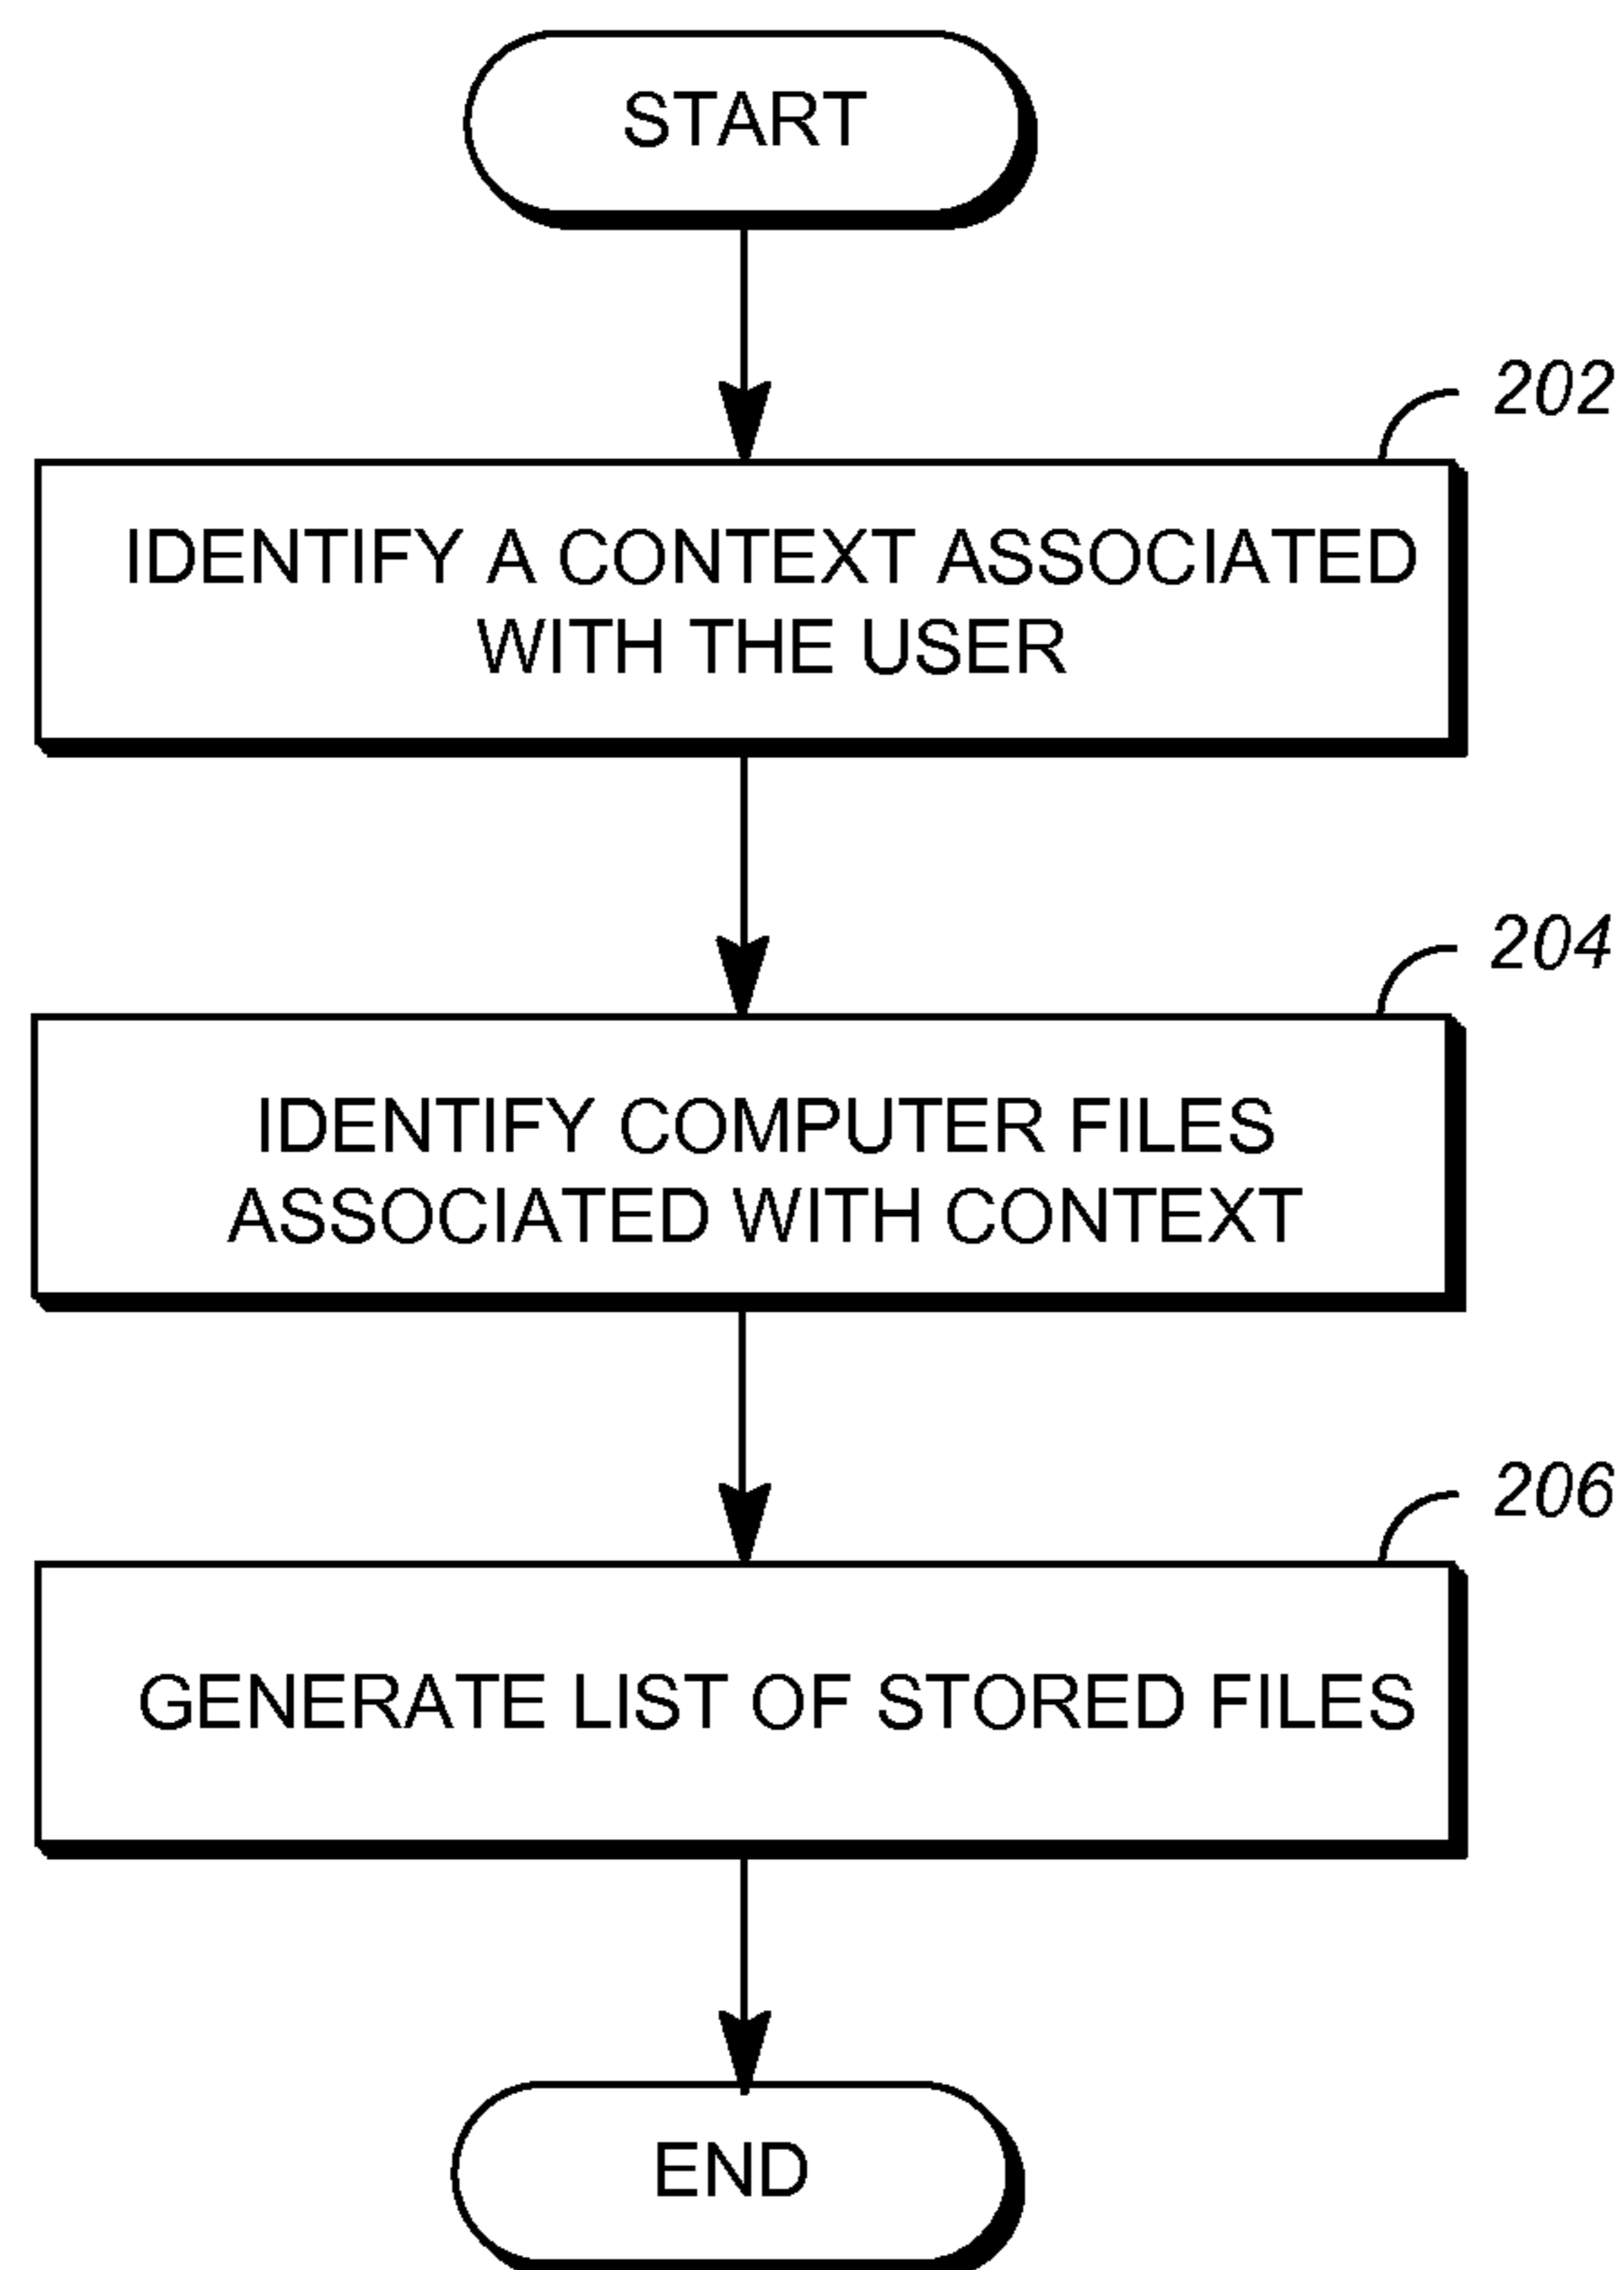 START
202
IDENTIFY A CONTEXT ASSOCIATED
WITH THE USER
204
IDENTIFY COMPUTER FILES
ASSOCIATED WITH CONTEXT
206
GENERATE LIST OF STORED FILES
END